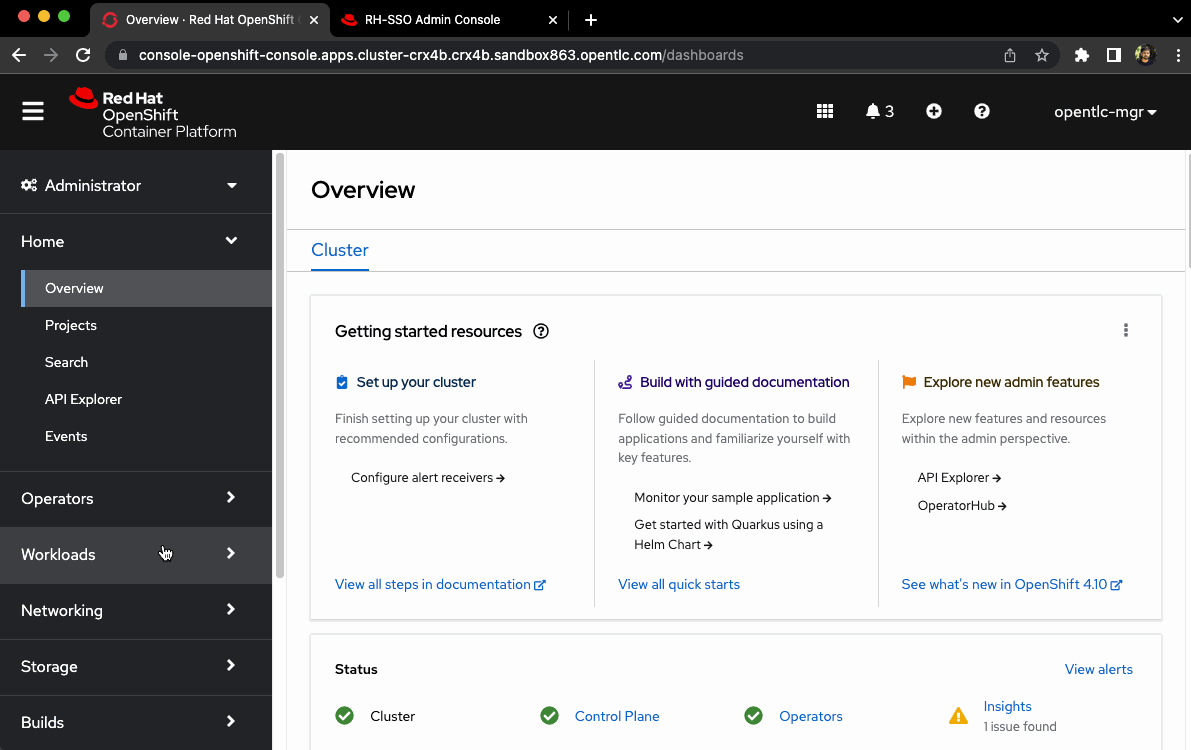 Overview · Red Hat OpenShift
RH-SSO Admin Console
console-openshift-console.apps.cluster-crx4b.crx4b.sandbox863.opentlc.com/dashboards
Red Hat
OpenShift
Container Platform
3
opentlc-mgr
Administrator
Home
Overview
Projects
Search
API Explorer
Events
Operators
Workloads
Networking
Storage
Builds
Overview
Cluster
Getting started resources
Set up your cluster
Finish setting up your cluster with
recommended configurations.
Configure alert receivers
View all steps in documentation
Build with guided documentation
Follow guided documentation to build
applications and familiarize yourself with
key features.
Monitor your sample application
Get started with Quarkus using a
Helm Chart
View all quick starts
Explore new admin features
Explore new features and resources
within the admin perspective.
API Explorer
OperatorHub
See what's new in OpenShift 4.10
Status
View alerts
Cluster
Control Plane
Operators
Insights
1 issue found